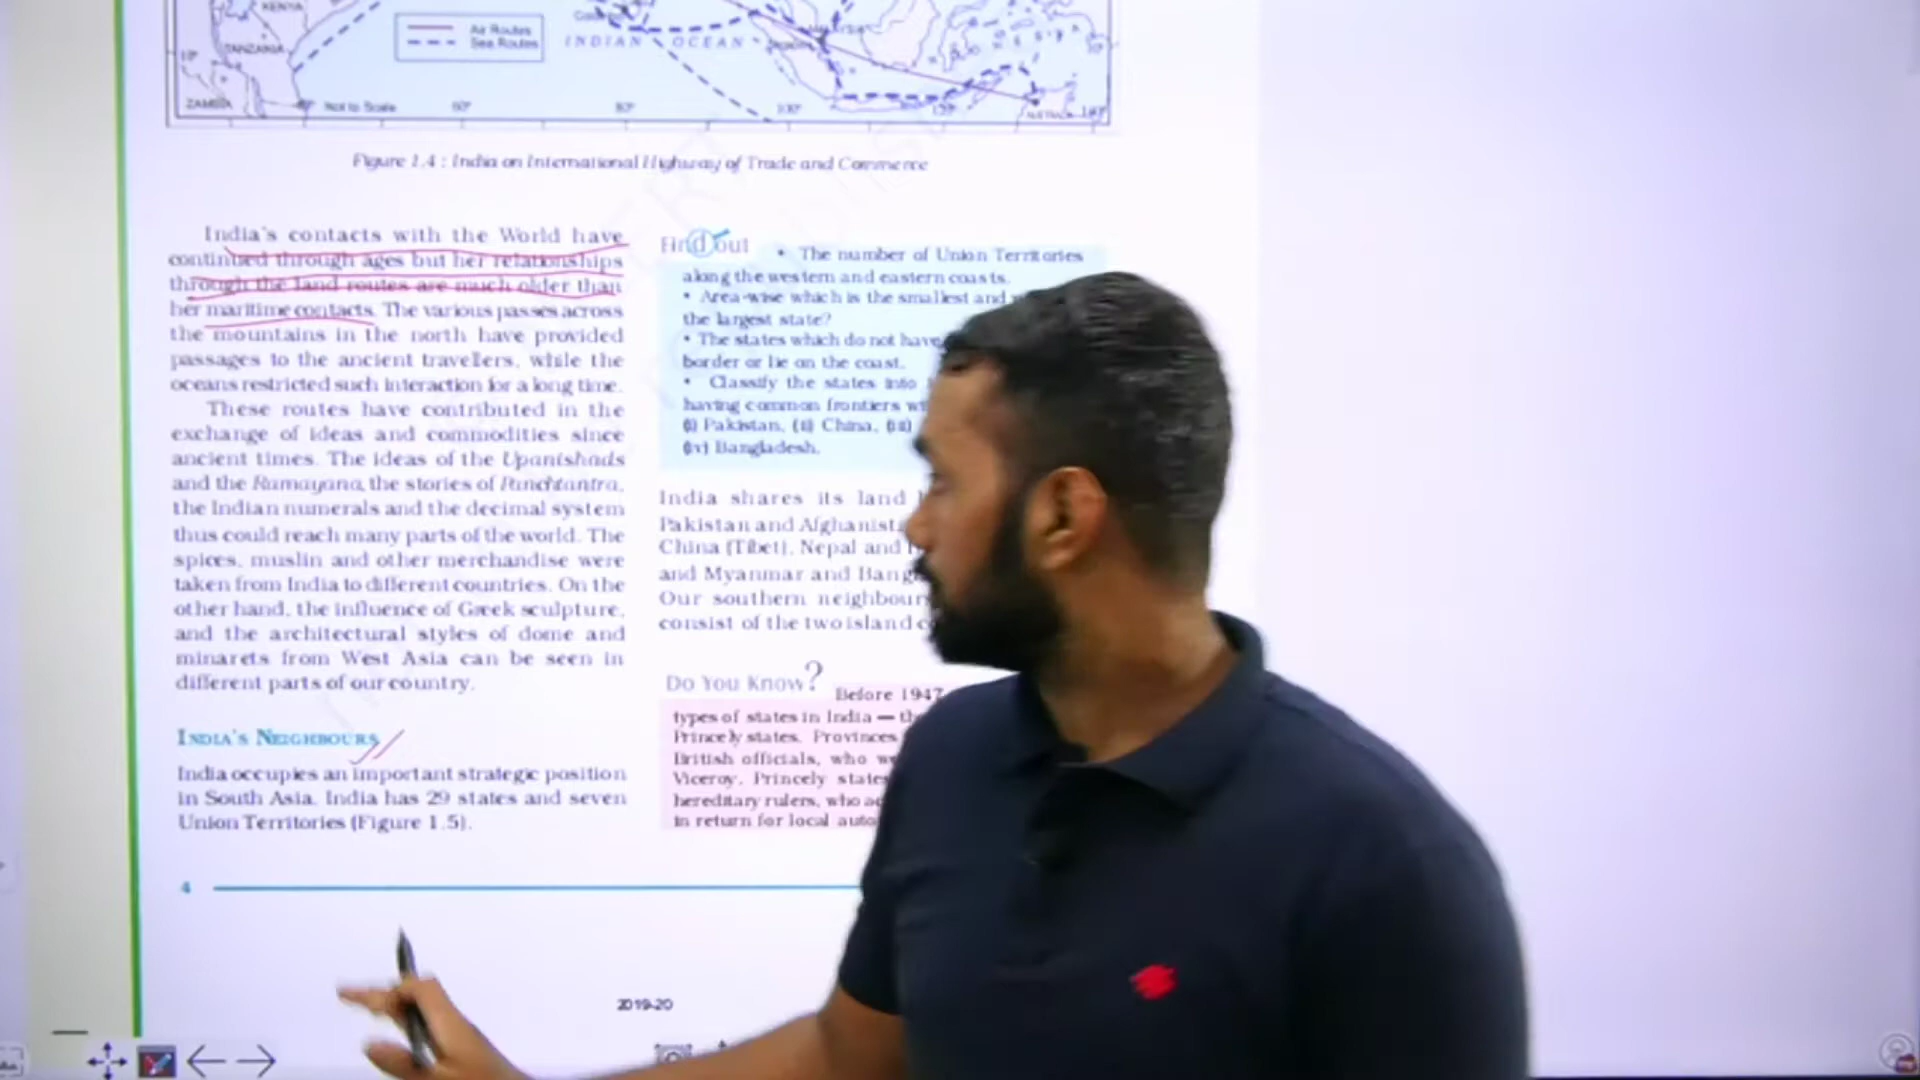 KENYA
Air Routes
Sea Routes
INDIAN OCEAN
TANZANIA
10°
ZAMBIA
Not to Scale
60°
80°
100°
Figure 1.4 : India on International Highway of Trade and Commerce
India's contacts with the World have
continued through ages but her relationships
through the land routes are much older than
her maritime contacts. The various passes across
the mountains in the north have provided
passages to the ancient travellers, while the
oceans restricted such interaction for a long time.
These routes have contributed in the
exchange of ideas and commodities since
ancient times. The ideas of the Upanishads
and the Ramayana, the stories of Panchtantra,
the Indian numerals and the decimal system
thus could reach many parts of the world. The
spices, muslin and other merchandise were
taken from India to different countries. On the
other hand, the influence of Greek sculpture,
and the architectural styles of dome and
minarets from West Asia can be seen in
different parts of our country.
INDIA'S NEIGHBOURS
India occupies an important strategic position
in South Asia. India has 29 states and seven
Union Territories (Figure 1.5).
4
Find out
• The number of Union Territories
along the western and eastern coasts.
• Area-wise which is the smallest and
the largest state?
• The states which do not have
border or lie on the coast.
• Classify the states into
having common frontiers
(i) Pakistan, (ii) China, (iii)
(iv) Bangladesh.
India shares its land
Pakistan and
China (Tibet), Nepal and
and Myanmar and
Our southern
consist of the two island
Do You Know?
Before 1947
types of states in India —
Princely states. Provinces
British officials, who
Viceroy. Princely states
hereditary rulers, who
in return for local
2019-20